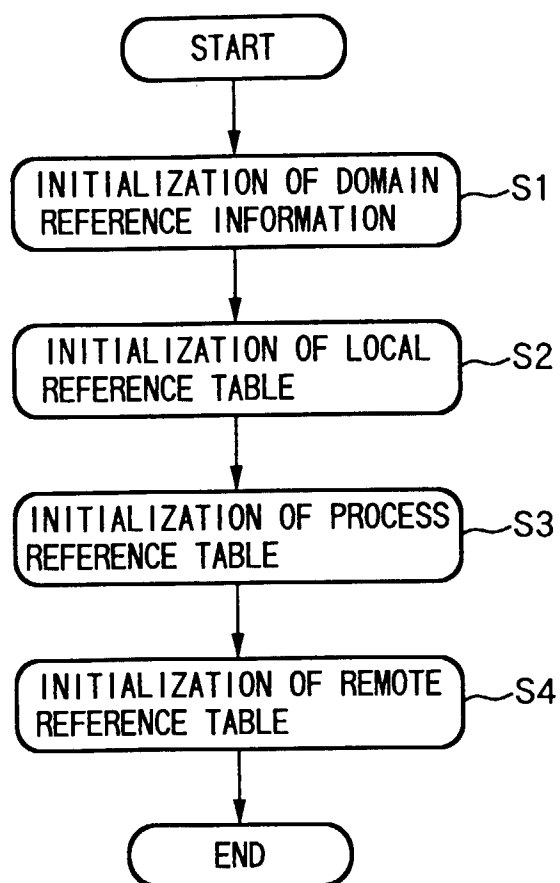 START
INITIALIZATION OF DOMAIN
REFERENCE INFORMATION
S1
INITIALIZATION OF LOCAL
REFERENCE TABLE
S2
INITIALIZATION OF PROCESS
REFERENCE TABLE
S3
INITIALIZATION OF REMOTE
REFERENCE TABLE
S4
END